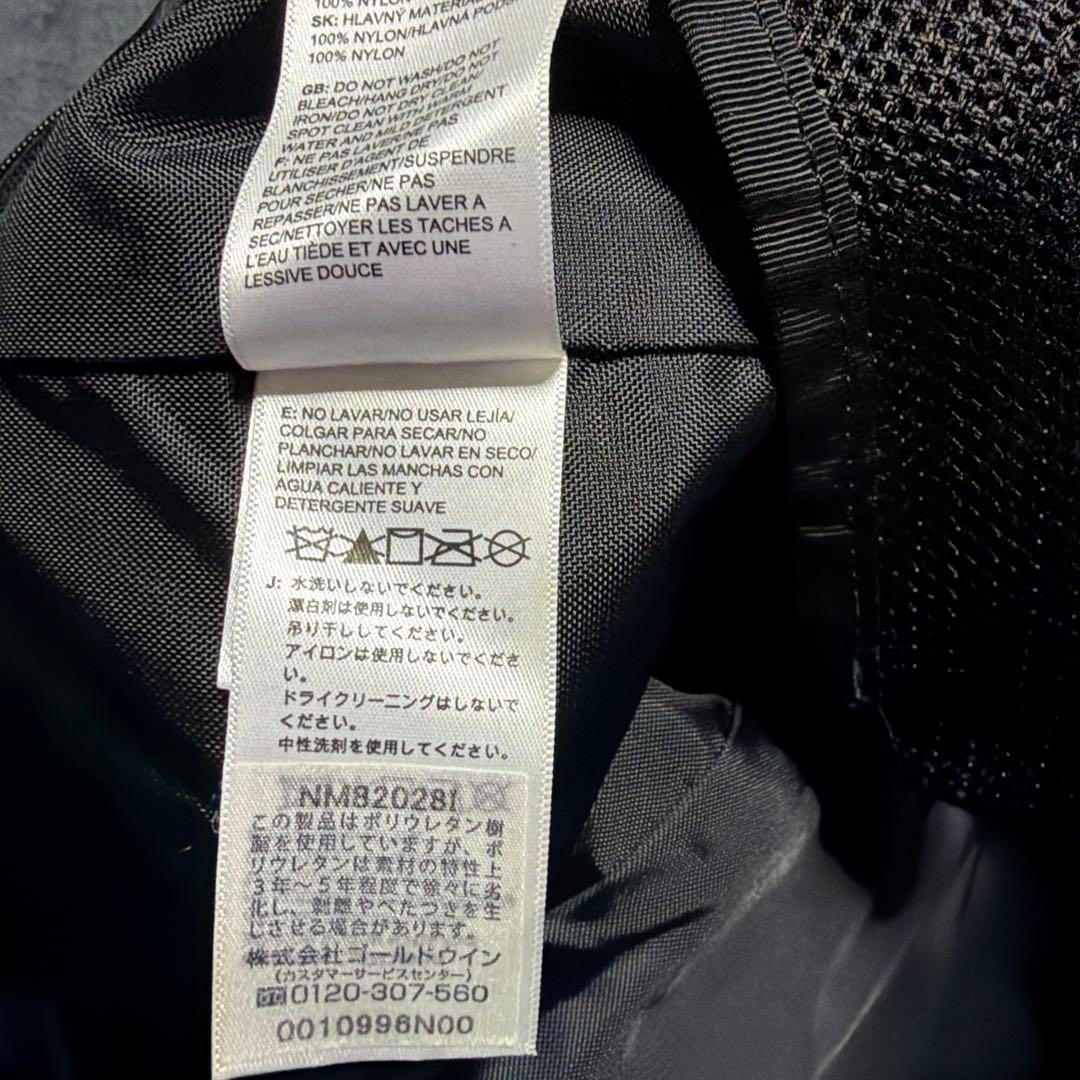 100% NYLON
SK: HLAVNÝ MATERIÁL
100% NYLON/HLAVNÁ PODŠ
100% NYLON
GB: DO NOT WASH/DO NOT
BLEACH/HANG DRY/DO NOT
IRON/DO NOT DRY CLEAN/
SPOT CLEAN WITH WARM
WATER AND MILD DETERGENT
F: NE PAS LAVER/NE PAS
UTILISER D'AGENT DE
BLANCHISSEMENT/SUSPENDRE
POUR SÉCHER/NE PAS
REPASSER/NE PAS LAVER A
SEC/NETTOYER LES TACHES A
L'EAU TIÈDE ET AVEC UNE
LESSIVE DOUCE
E: NO LAVAR/NO USAR LEJÍA/
COLGAR PARA SECAR/NO
PLANCHAR/NO LAVAR EN SECO/
LIMPIAR LAS MANCHAS CON
AGUA CALIENTE Y
DETERGENTE SUAVE
J: 水洗いしないでください。
漂白剤は使用しないでください。
吊り干ししてください。
アイロンは使用しないでくださ
い。
ドライクリーニングはしないで
ください。
中性洗剤を使用してください。
NM82028I
この製品はポリウレタン樹
脂を使用していますが、ポ
リウレタンは素材の特性上
3年〜5年程度で徐々に劣
化し、剥離やべたつきを生
じさせる場合があります。
株式会社ゴールドウイン
(カスタマーサービスセンター)
0120-307-560
0010996N00